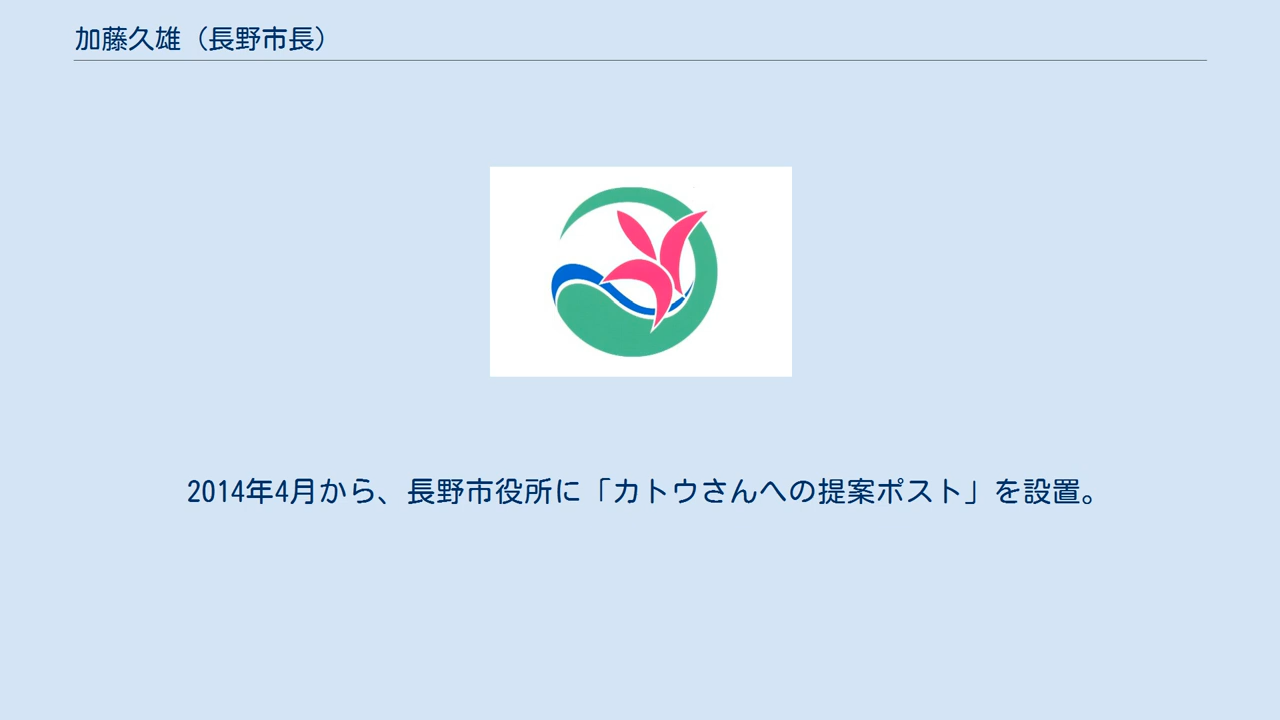 加藤久雄（長野市長）
2014年4月から、長野市役所に「カトウさんへの提案ポスト」を設置。